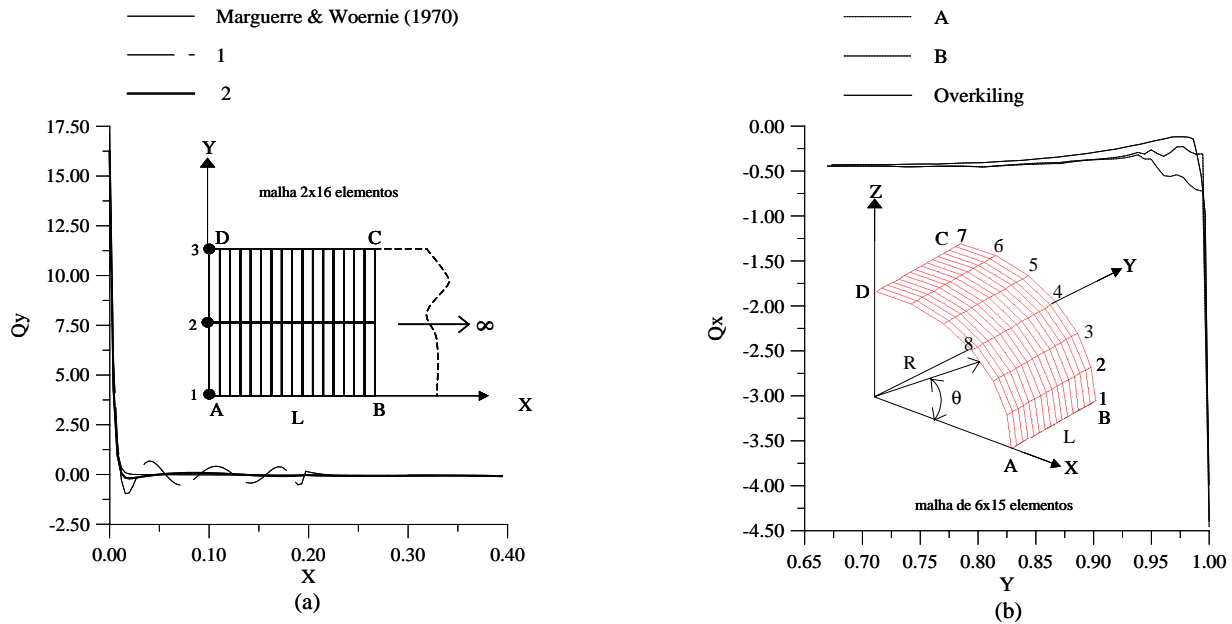 Marguerre & Woernie (1970)
1
2
17.50
15.00
12.50
10.00
7.50
5.00
2.50
0.00
-2.50
Qy
0.00
0.10
0.20
0.30
0.40
X
(a)
Y
malha 2x16 elementos
3
D
C
2
∞
1
A
L
B
X
A
B
Overkiling
0.00
-0.50
-1.00
-1.50
-2.00
-2.50
-3.00
-3.50
-4.00
-4.50
Qx
0.65
0.70
0.75
0.80
0.85
0.90
0.95
1.00
Y
(b)
Z
C
7
6
5
Y
4
D
3
8
R
2
θ
1
B
L
A
X
malha de 6x15 elementos